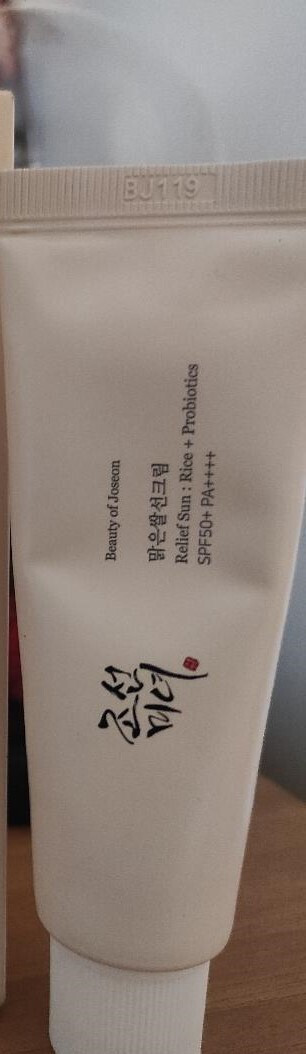 BJ119
Beauty of Joseon
맑은쌀선크림
Relief Sun : Rice + Probiotics
SPF50+ PA++++
조선
미녀